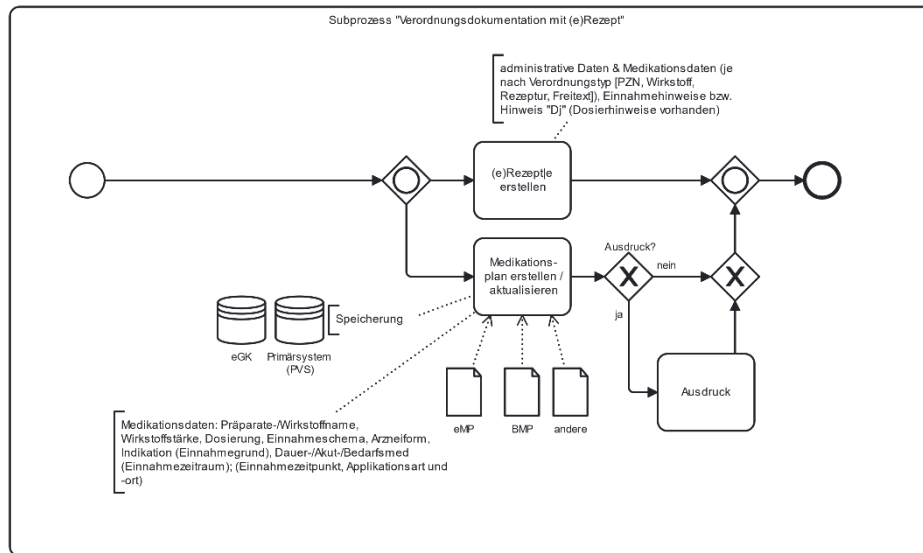 Subprozess "Verordnungsdokumentation mit (e)Rezept"
administrative Daten & Medikationsdaten (je
nach Verordnungstyp [PZN, Wirkstoff,
Rezeptur, Freitext]), Einnahmehinweise bzw.
Hinweis "Dj" (Dosierhinweise vorhanden)
(e)Rezept|e
erstellen
Medikations-
plan erstellen /
aktualisieren
Ausdruck?
nein
ja
Speicherung
eGK
Primärsystem
(PVS)
Ausdruck
eMP
BMP
andere
Medikationsdaten: Präparate-/Wirkstoffname,
Wirkstoffstärke, Dosierung, Einnahmeschema, Arzneiform,
Indikation (Einnahmegrund), Dauer-/Akut-/Bedarfsmed
(Einnahmezeitraum); (Einnahmezeitpunkt, Applikationsart und
-ort)